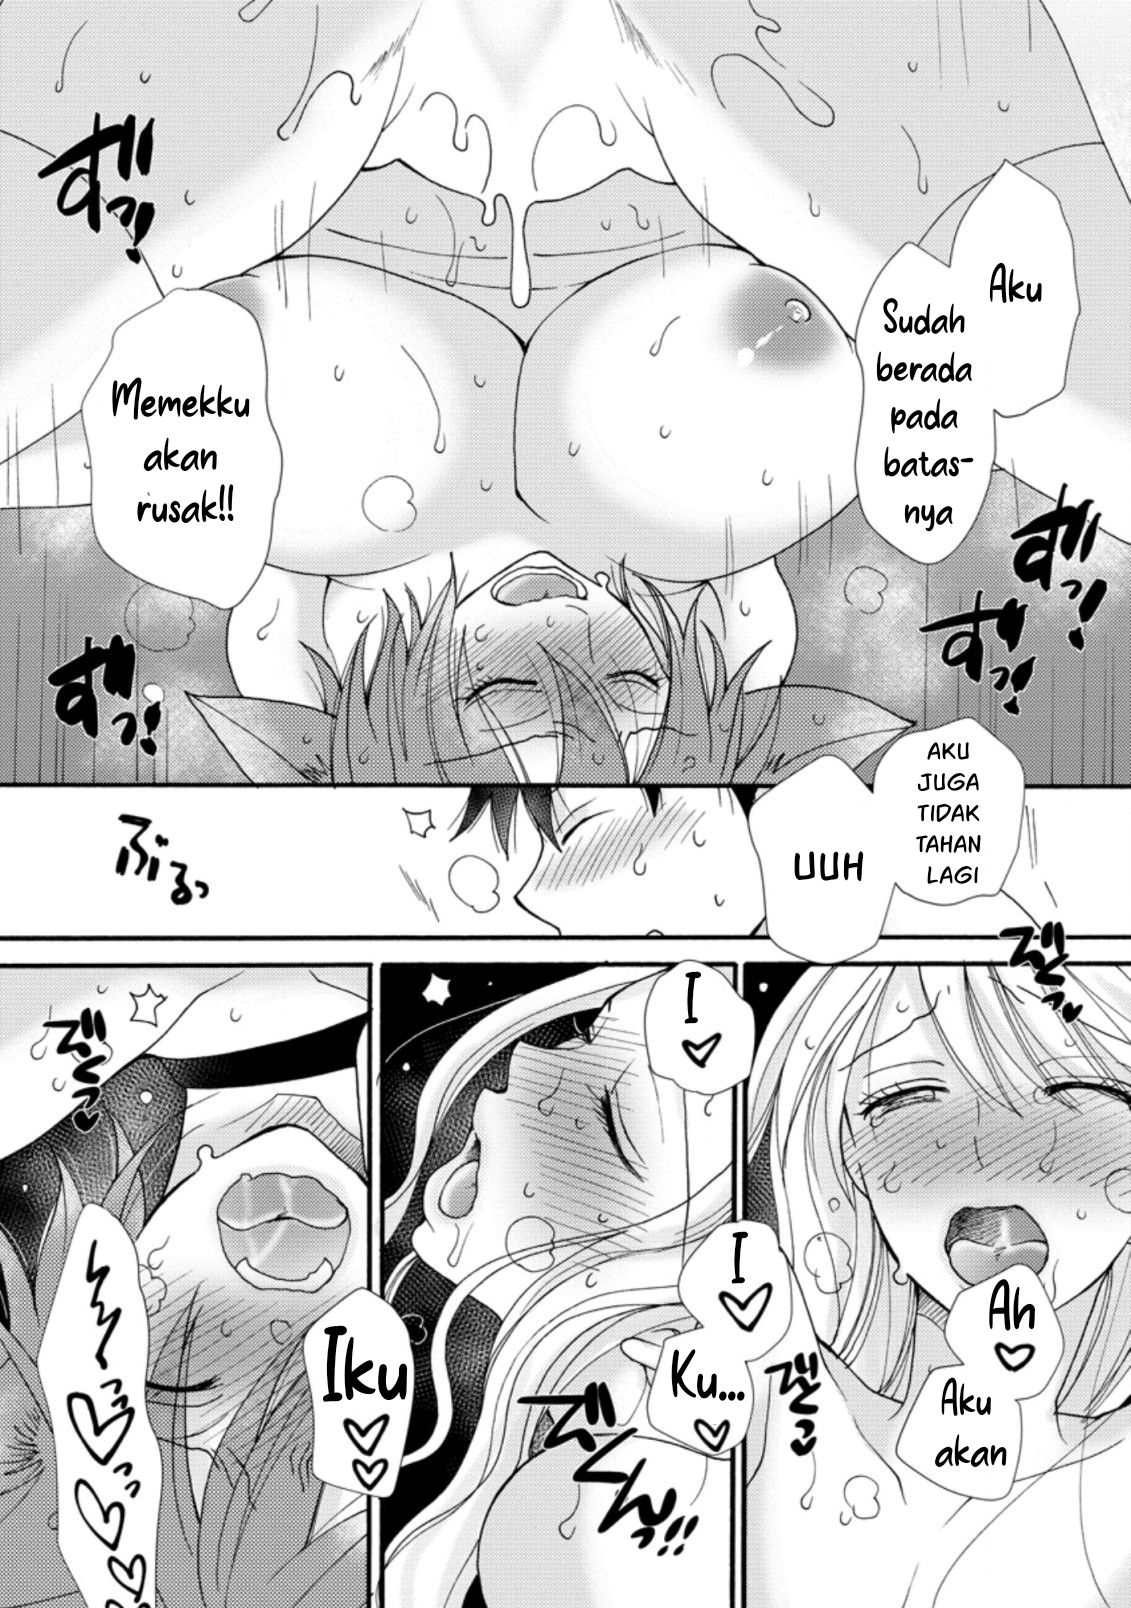 Aku
Sudah
berada
pada
batas-
nya
ず
っ!
Memekku
akan
rusak!!
ず
っ!
ず
っ!
ず
っ!
AKU
JUGA
TIDAK
TAHAN
LAGI
UUH
ぶるっ
Ah
Aku
akan
I
I
Ku...
Iku